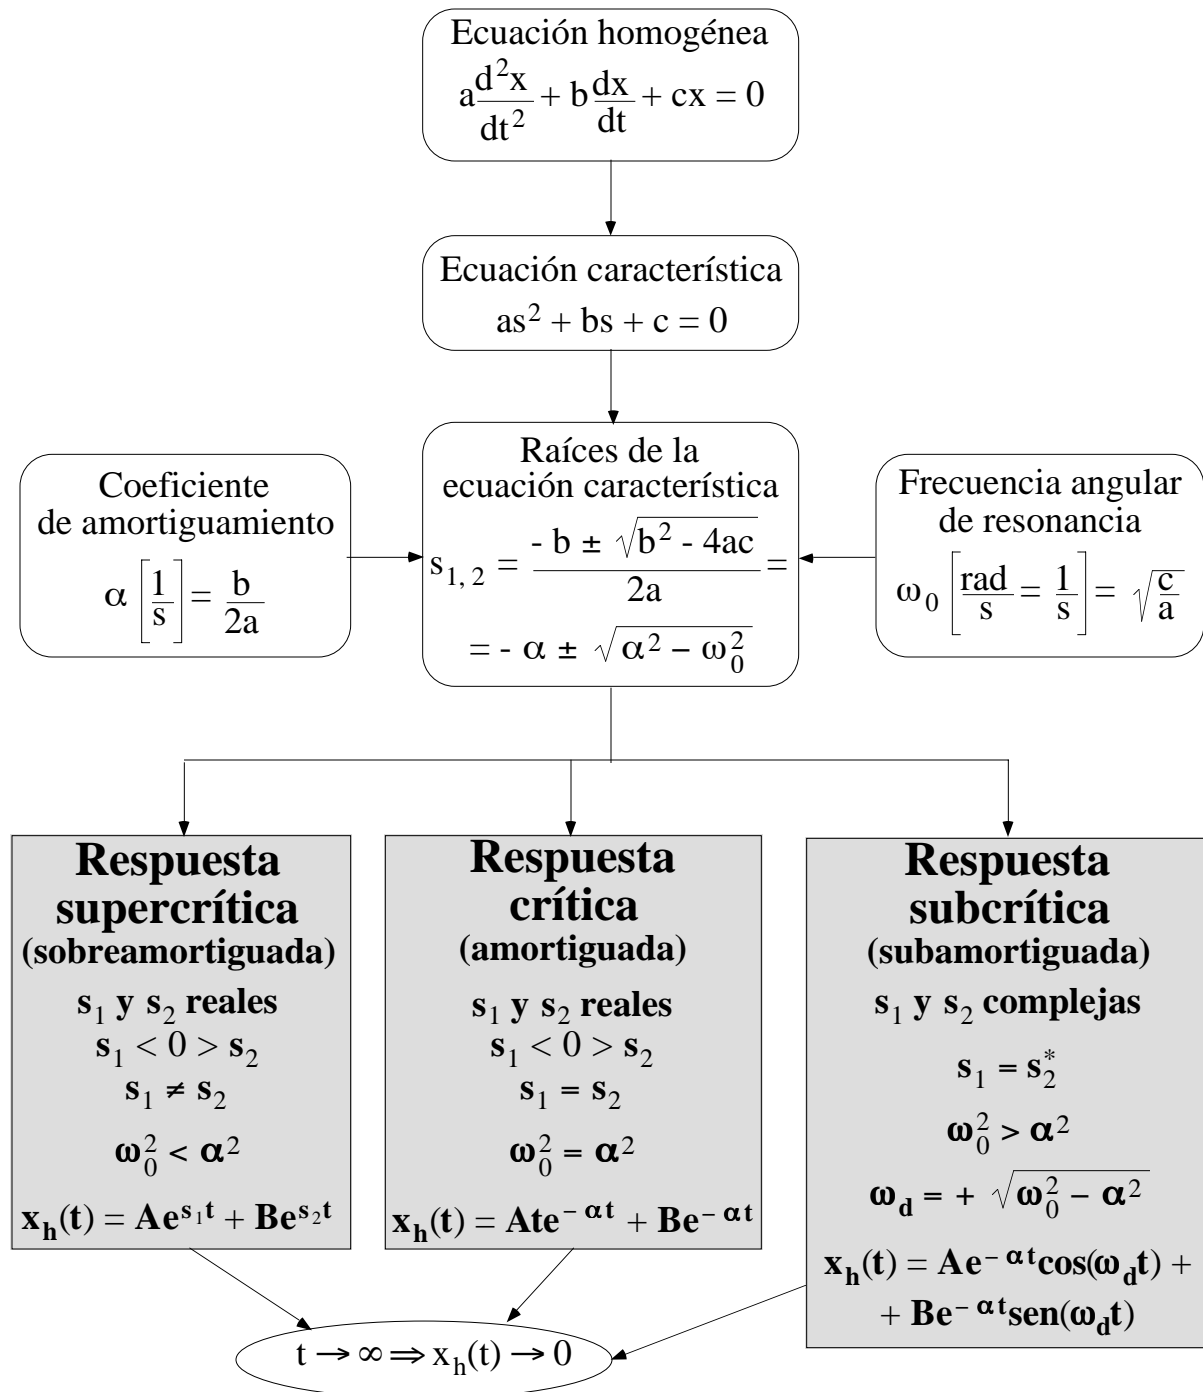 Ecuación homogénea
a d²x/dt² + b dx/dt + cx = 0
Ecuación característica
as² + bs + c = 0
Coeficiente
de amortiguamiento
α [1/s] = b/2a
Raíces de la
ecuación característica
s₁, ₂ = (- b ± √(b² - 4ac))/2a =
= - α ± √(α² − ω₀²)
Frecuencia angular
de resonancia
ω₀ [rad/s = 1/s] = √(c/a)
Respuesta
supercrítica
(sobreamortiguada)
s₁ y s₂ reales
s₁ < 0 > s₂
s₁ ≠ s₂
ω₀² < α²
xₕ(t) = Ae^(s₁t) + Be^(s₂t)
Respuesta
crítica
(amortiguada)
s₁ y s₂ reales
s₁ < 0 > s₂
s₁ = s₂
ω₀² = α²
xₕ(t) = Ate^(− αt) + Be^(− αt)
Respuesta
subcrítica
(subamortiguada)
s₁ y s₂ complejas
s₁ = s₂*
ω₀² > α²
ω_d = + √(ω₀² − α²)
xₕ(t) = Ae^(− αt)cos(ω_d t) +
+ Be^(− αt)sen(ω_d t)
t → ∞ ⇒ xₕ(t) → 0